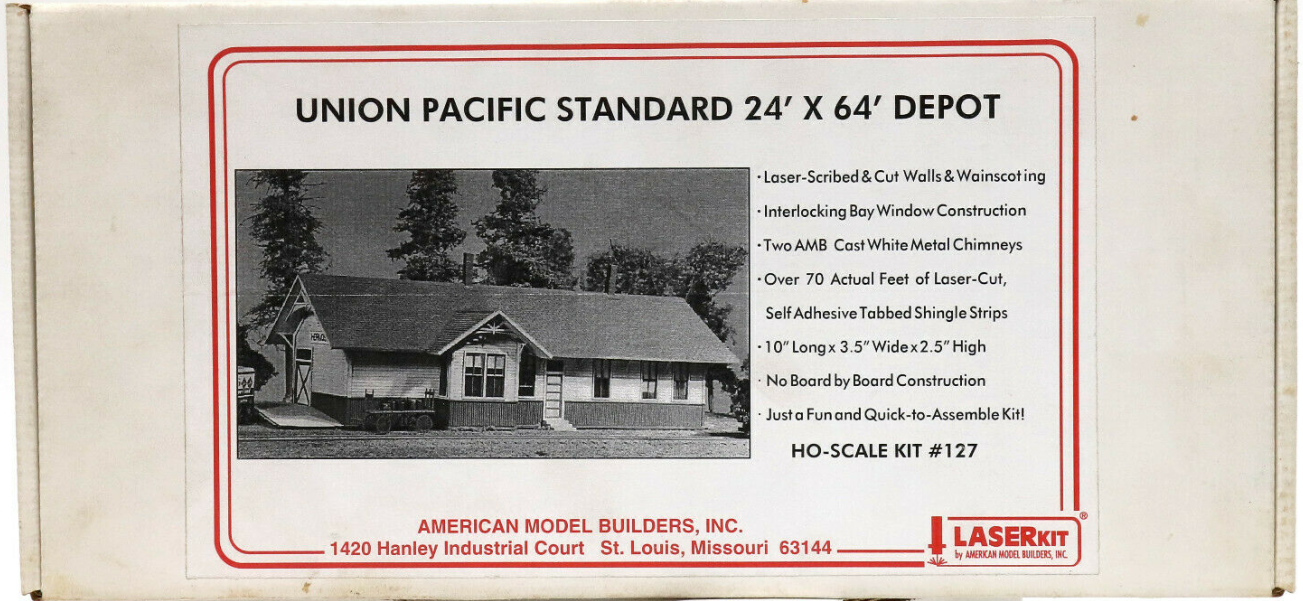 UNION PACIFIC STANDARD 24' X 64' DEPOT
· Laser-Scribed & Cut Walls & Wainscoting
· Interlocking Bay Window Construction
· Two AMB Cast White Metal Chimneys
· Over 70 Actual Feet of Laser-Cut,
Self Adhesive Tabbed Shingle Strips
· 10" Long x 3.5" Wide x 2.5" High
· No Board by Board Construction
· Just a Fun and Quick-to-Assemble Kit!
HO-SCALE KIT #127
AMERICAN MODEL BUILDERS, INC.
1420 Hanley Industrial Court St. Louis, Missouri 63144
LASERKIT ®
by AMERICAN MODEL BUILDERS, INC.